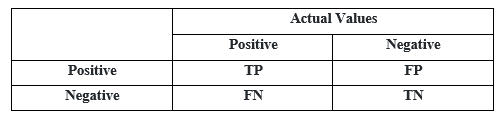 Actual Values
Positive Negative
Positive TP FP
Negative FN TN